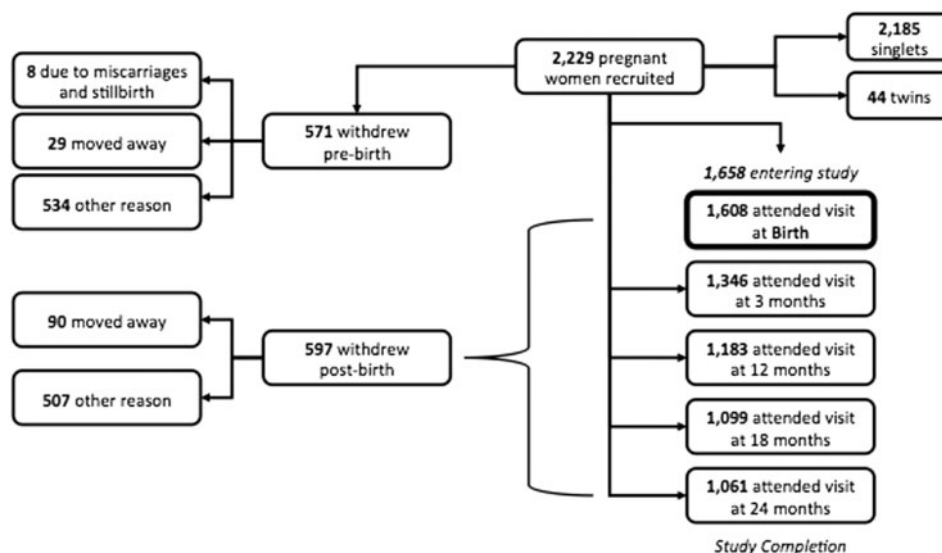 2,229 pregnant
women recruited
2,185
singlets
44 twins
8 due to miscarriages
and stillbirth
29 moved away
534 other reason
571 withdrew
pre-birth
1,658 entering study
1,608 attended visit
at Birth
1,346 attended visit
at 3 months
1,183 attended visit
at 12 months
1,099 attended visit
at 18 months
1,061 attended visit
at 24 months
Study Completion
90 moved away
507 other reason
597 withdrew
post-birth